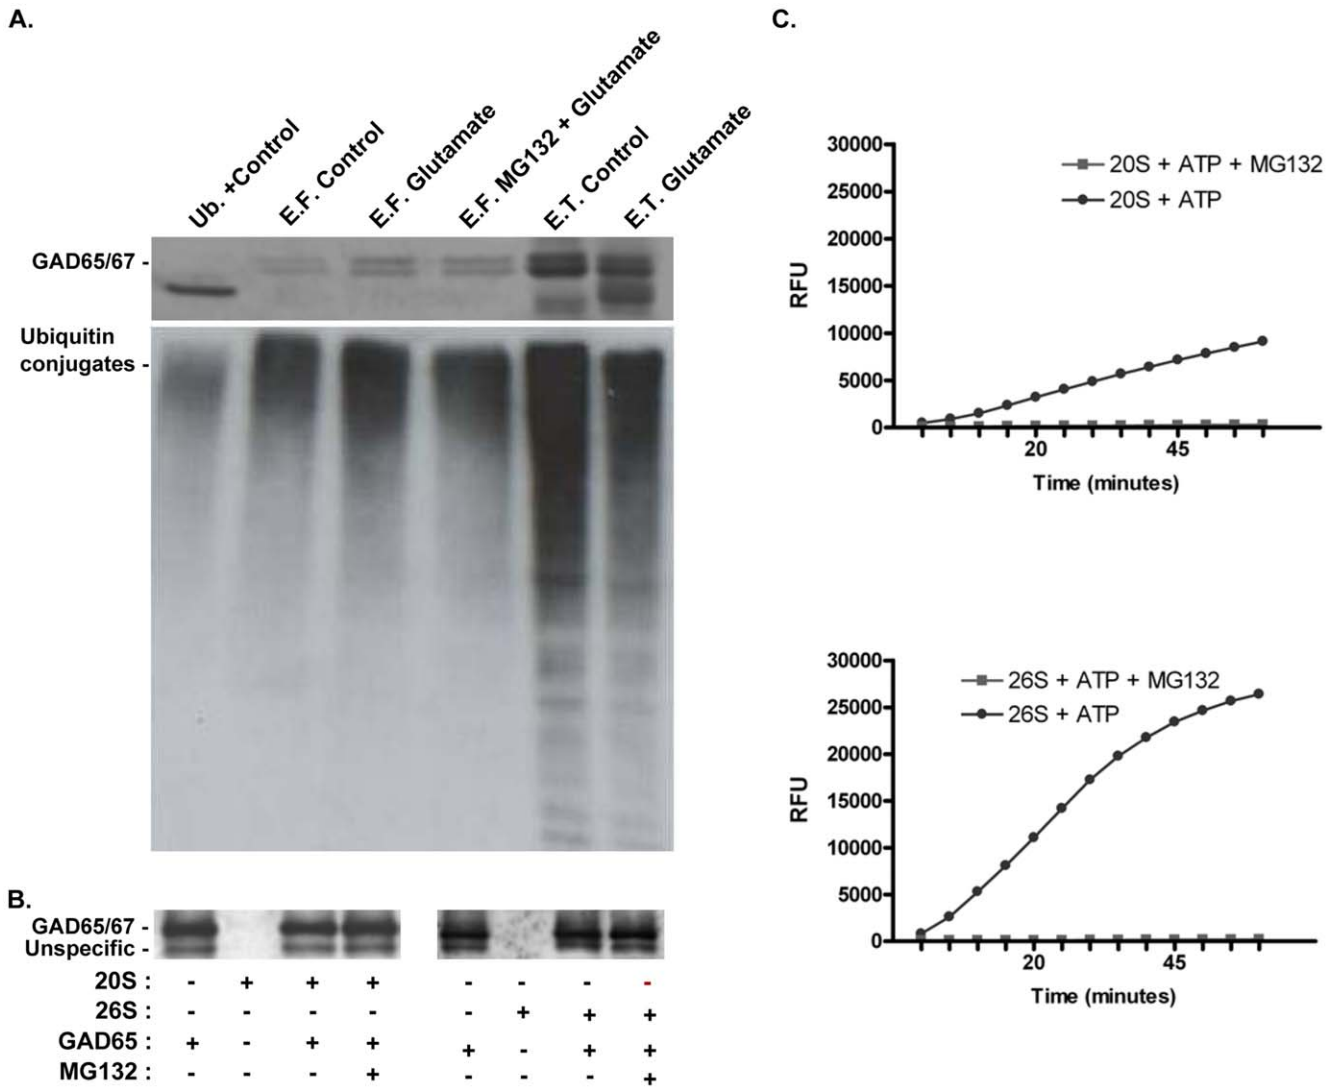 A.
Ub. +Control
E.F. Control
E.F. Glutamate
E.F. MG132 + Glutamate
E.T. Control
E.T. Glutamate
GAD65/67 -
Ubiquitin
conjugates -
B.
GAD65/67 -
Unspecific -
20S : - + + + - - - -
26S : - - - - - + + +
GAD65 : + - + + + - + +
MG132 : - - - + - - - +
C.
30000
25000
20000
15000
10000
5000
0
RFU
20S + ATP + MG132
20S + ATP
20 45
Time (minutes)
30000
25000
20000
15000
10000
5000
0
RFU
26S + ATP + MG132
26S + ATP
20 45
Time (minutes)